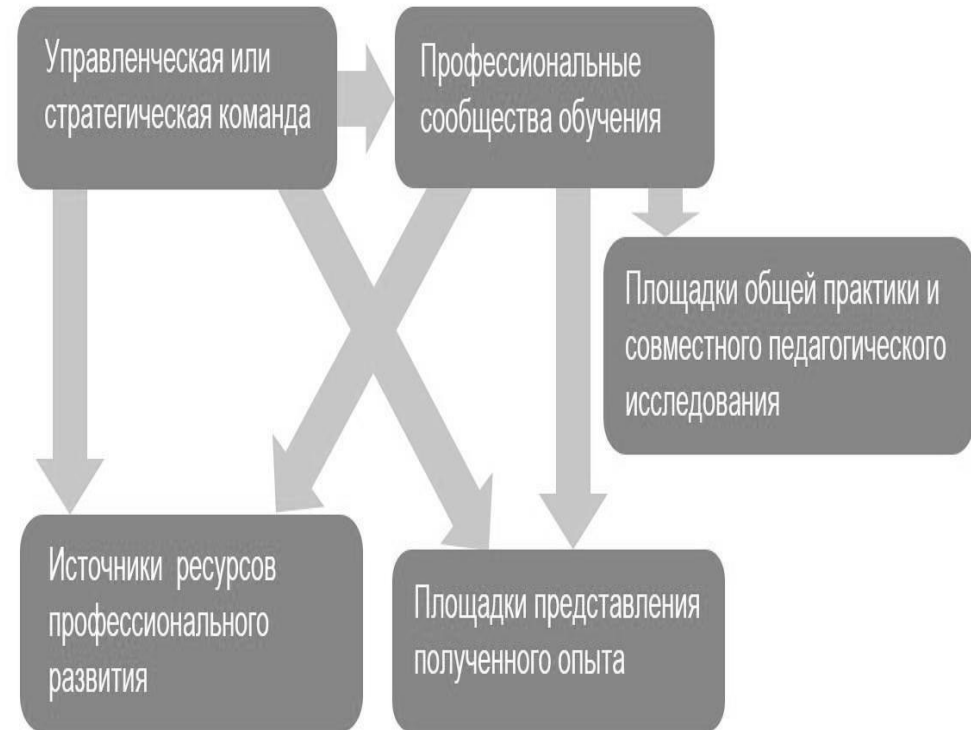 Управленческая или
стратегическая команда
Профессиональные
сообщества обучения
Площадки общей практики и
совместного педагогического
исследования
Источники ресурсов
профессионального
развития
Площадки представления
полученного опыта